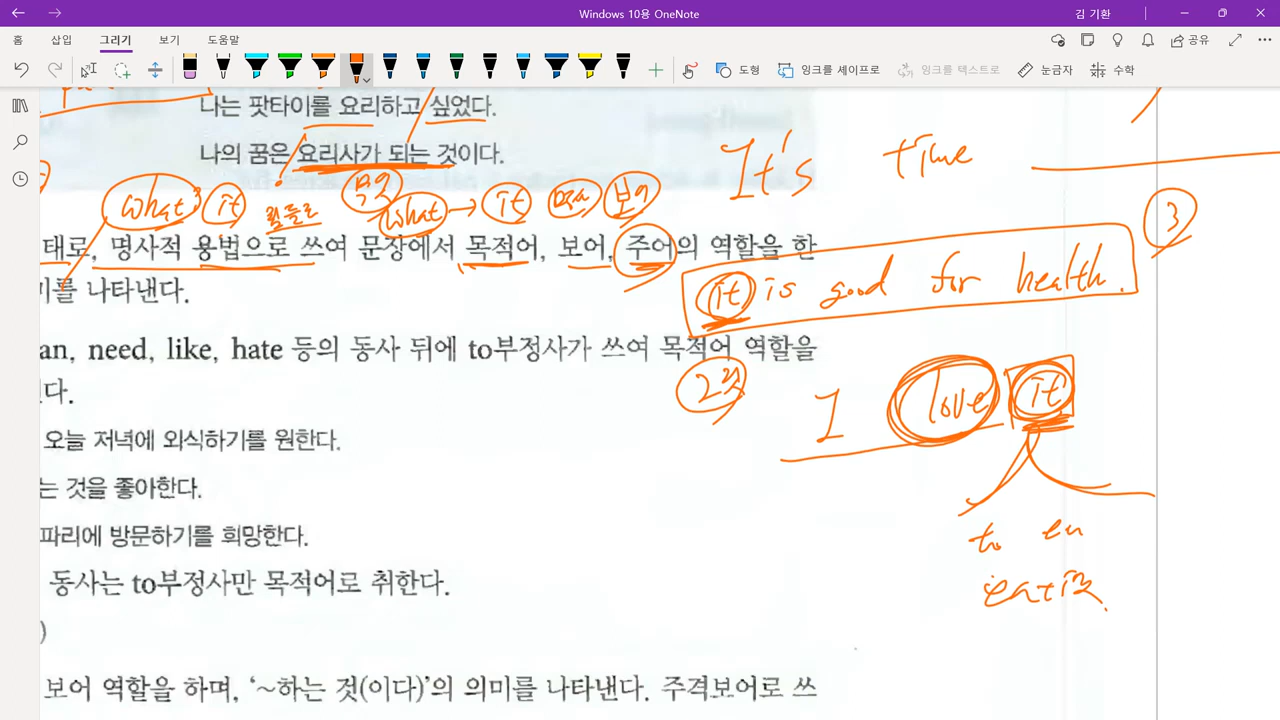 Windows 10용 OneNote
김 기환
홈 삽입 그리기 보기 도움말
공유
도형 잉크를 셰이프로 잉크를 텍스트로 눈금자 수학
나는 팟타이를 요리하고 싶었다.
나의 꿈은 요리사가 되는 것이다.
It's time
what it
what → it 보어
태로, 명사적 용법으로 쓰여 문장에서 목적어, 보어, 주어의 역할을 한
를 나타낸다.
③
it is good for health.
an, need, like, hate 등의 동사 뒤에 to부정사가 쓰여 목적어 역할을
다.
I love it
오늘 저녁에 외식하기를 원한다.
는 것을 좋아한다.
파리에 방문하기를 희망한다.
to
동사는 to부정사만 목적어로 취한다.
)
보어 역할을 하며, '~하는 것(이다)'의 의미를 나타낸다. 주격보어로 쓰